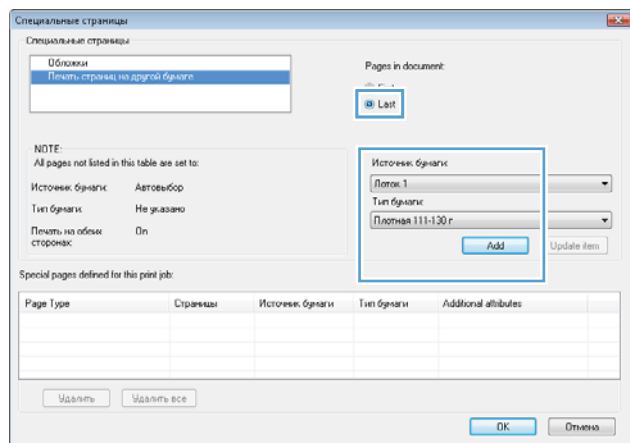 Специальные страницы
Специальные страницы
Обложки
Печать страниц на другой бумаге
Pages in document:
Last
NOTE:
All pages not listed in this table are set to:
Источник бумаги: Автовыбор
Тип бумаги: Не указано
Печать на обеих сторонах: On
Источник бумаги:
Лоток 1
Тип бумаги:
Плотная 111-130 г
Add
Update item
Special pages defined for this print job:
Page Type Страницы Источник бумаги Тип бумаги Additional attributes
Удалить Удалить все
OK Отмена